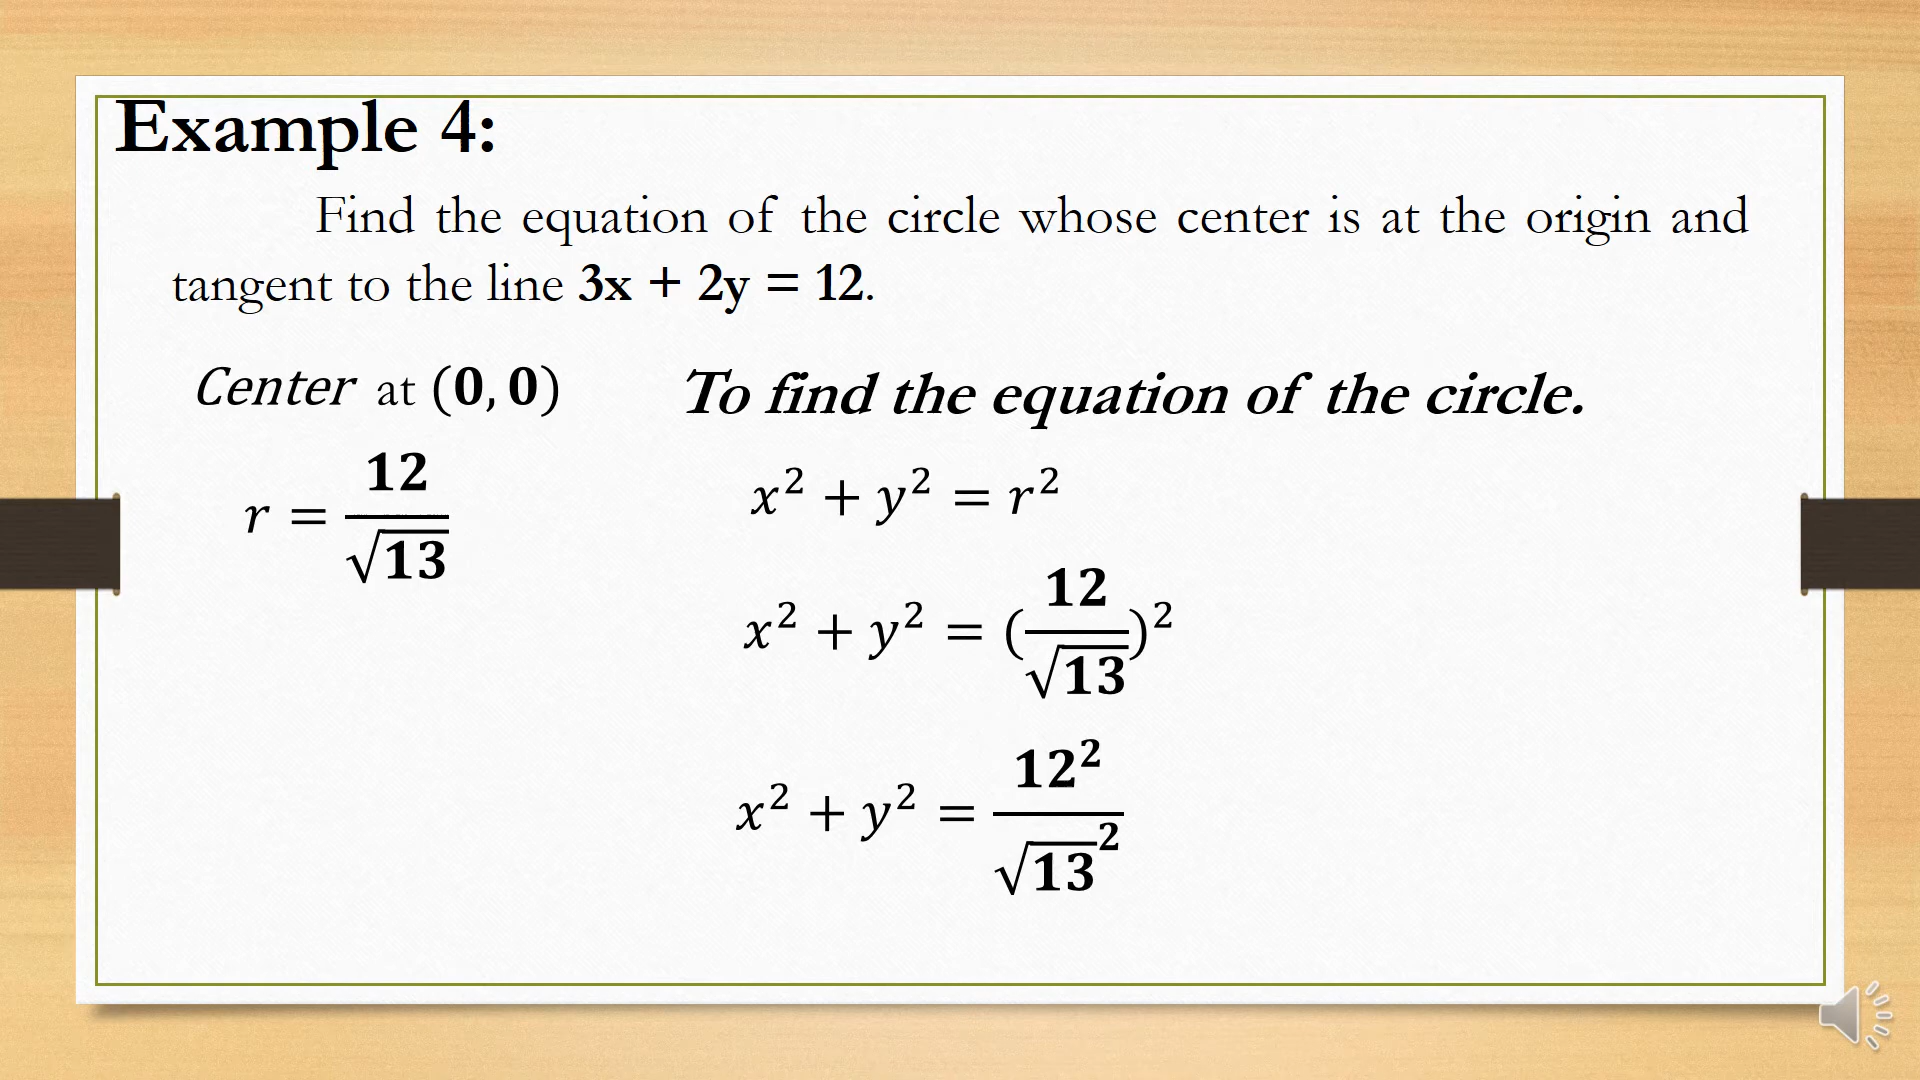 Example 4:
Find the equation of the circle whose center is at the origin and
tangent to the line 3x + 2y = 12.
Center at (0, 0)
r = 12/√13
To find the equation of the circle.
x² + y² = r²
x² + y² = (12/√13)²
x² + y² = 12²/√13²